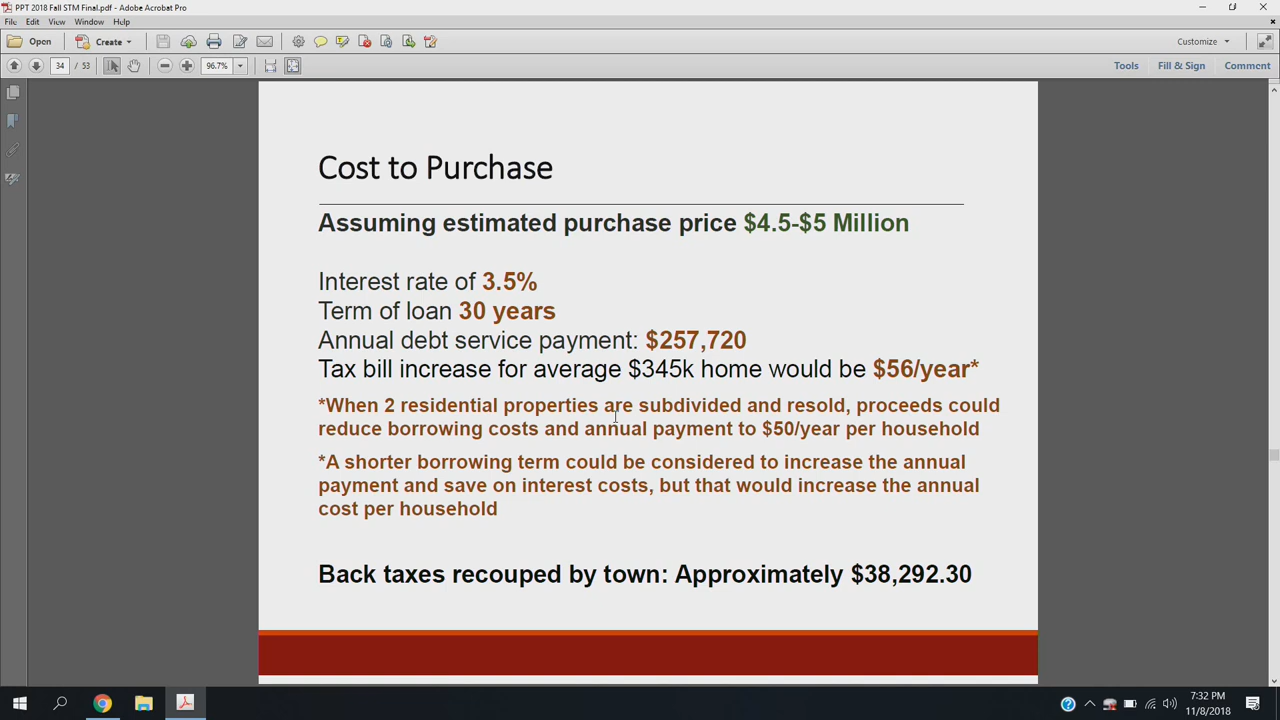 PPT 2018 Fall STM Final.pdf - Adobe Acrobat Pro
File Edit View Window Help
Open Create Customize
34 / 53 96.7% Tools Fill & Sign Comment
Cost to Purchase
Assuming estimated purchase price $4.5-$5 Million
Interest rate of 3.5%
Term of loan 30 years
Annual debt service payment: $257,720
Tax bill increase for average $345k home would be $56/year*
*When 2 residential properties are subdivided and resold, proceeds could
reduce borrowing costs and annual payment to $50/year per household
*A shorter borrowing term could be considered to increase the annual
payment and save on interest costs, but that would increase the annual
cost per household
Back taxes recouped by town: Approximately $38,292.30
7:32 PM
11/8/2018